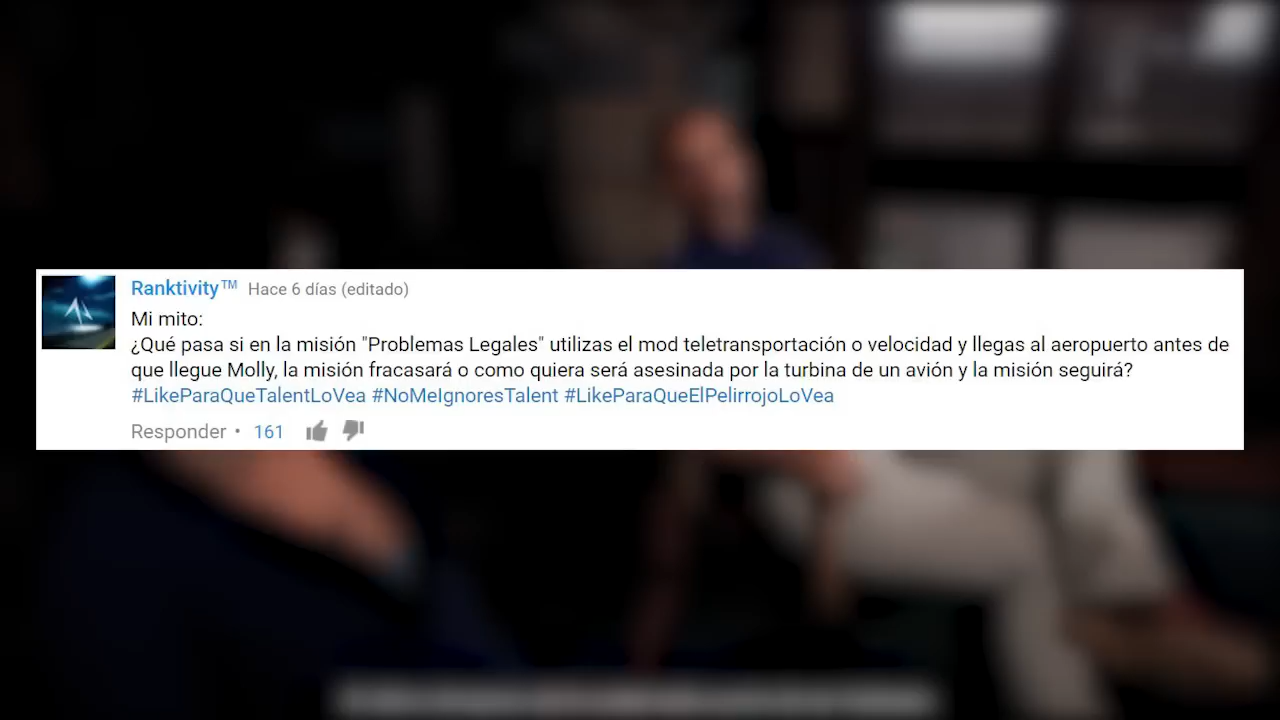 Ranktivity™ Hace 6 días (editado)
Mi mito:
¿Qué pasa si en la misión "Problemas Legales" utilizas el mod teletransportación o velocidad y llegas al aeropuerto antes de
que llegue Molly, la misión fracasará o como quiera será asesinada por la turbina de un avión y la misión seguirá?
#LikeParaQueTalentLoVea #NoMeIgnoresTalent #LikeParaQueElPelirrojoLoVea
Responder • 161